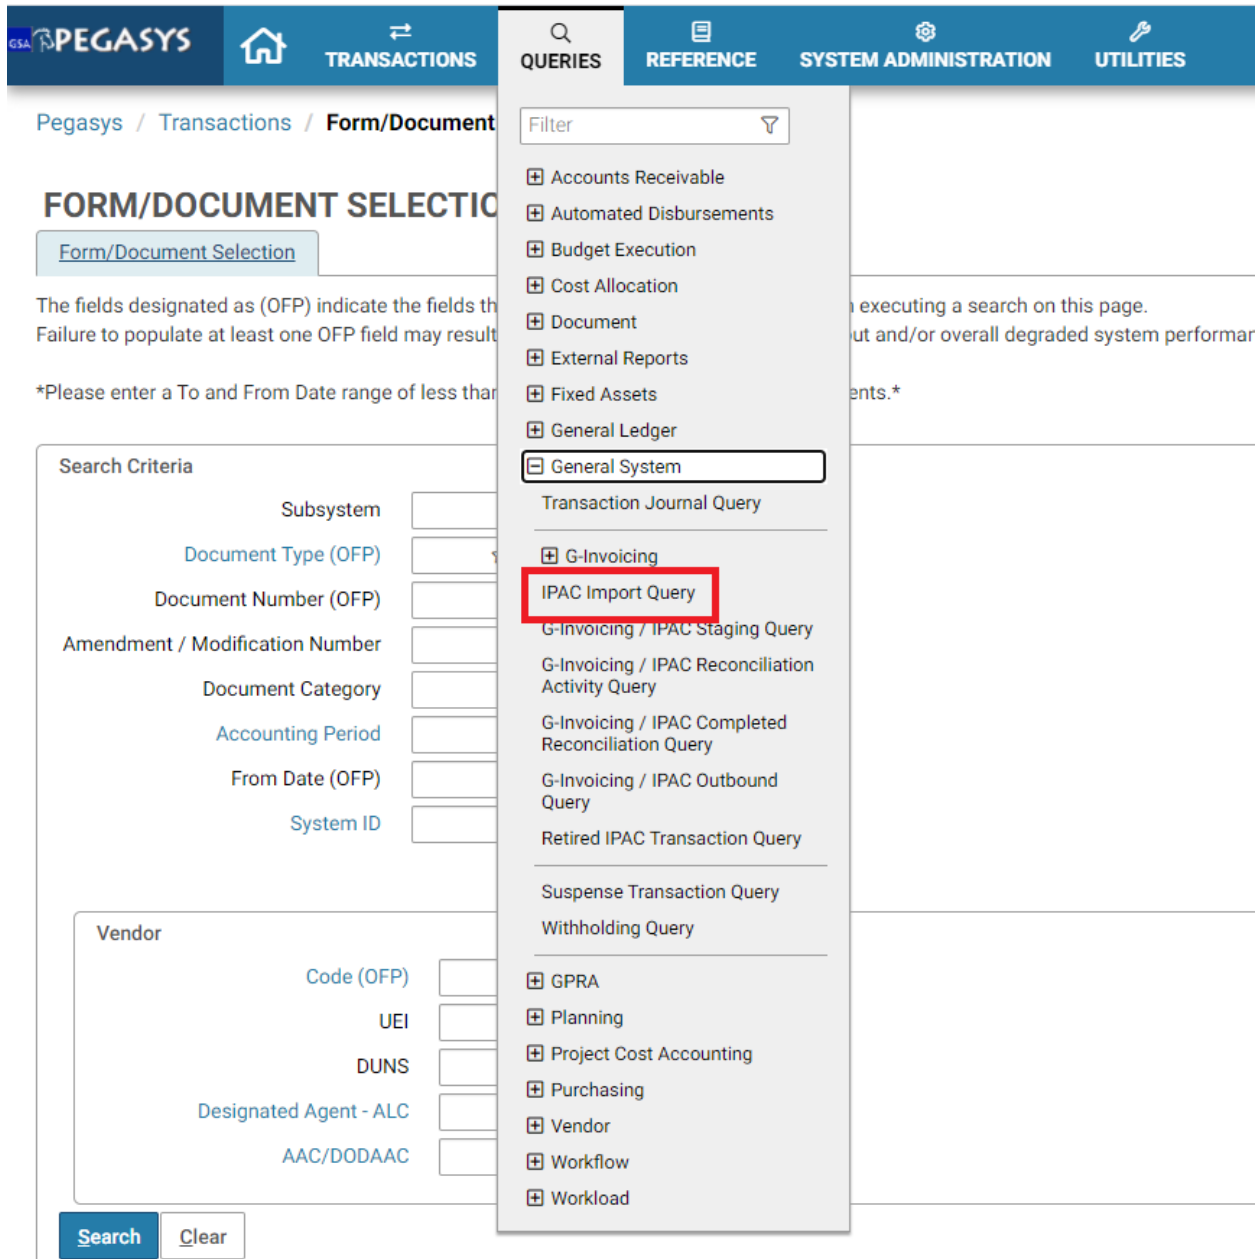 GSA PEGASYS
TRANSACTIONS
QUERIES
REFERENCE
SYSTEM ADMINISTRATION
UTILITIES
Pegasys / Transactions / Form/Document
FORM/DOCUMENT SELECTIO
Form/Document Selection
The fields designated as (OFP) indicate the fields th
executing a search on this page.
Failure to populate at least one OFP field may result
ut and/or overall degraded system performan
*Please enter a To and From Date range of less than
ents.*
Search Criteria
Subsystem
Document Type (OFP)
Document Number (OFP)
Amendment / Modification Number
Document Category
Accounting Period
From Date (OFP)
System ID
Vendor
Code (OFP)
UEI
DUNS
Designated Agent - ALC
AAC/DODAAC
Search
Clear
Filter
Accounts Receivable
Automated Disbursements
Budget Execution
Cost Allocation
Document
External Reports
Fixed Assets
General Ledger
General System
Transaction Journal Query
G-Invoicing
IPAC Import Query
G-Invoicing / IPAC Staging Query
G-Invoicing / IPAC Reconciliation
Activity Query
G-Invoicing / IPAC Completed
Reconciliation Query
G-Invoicing / IPAC Outbound
Query
Retired IPAC Transaction Query
Suspense Transaction Query
Withholding Query
GPRA
Planning
Project Cost Accounting
Purchasing
Vendor
Workflow
Workload